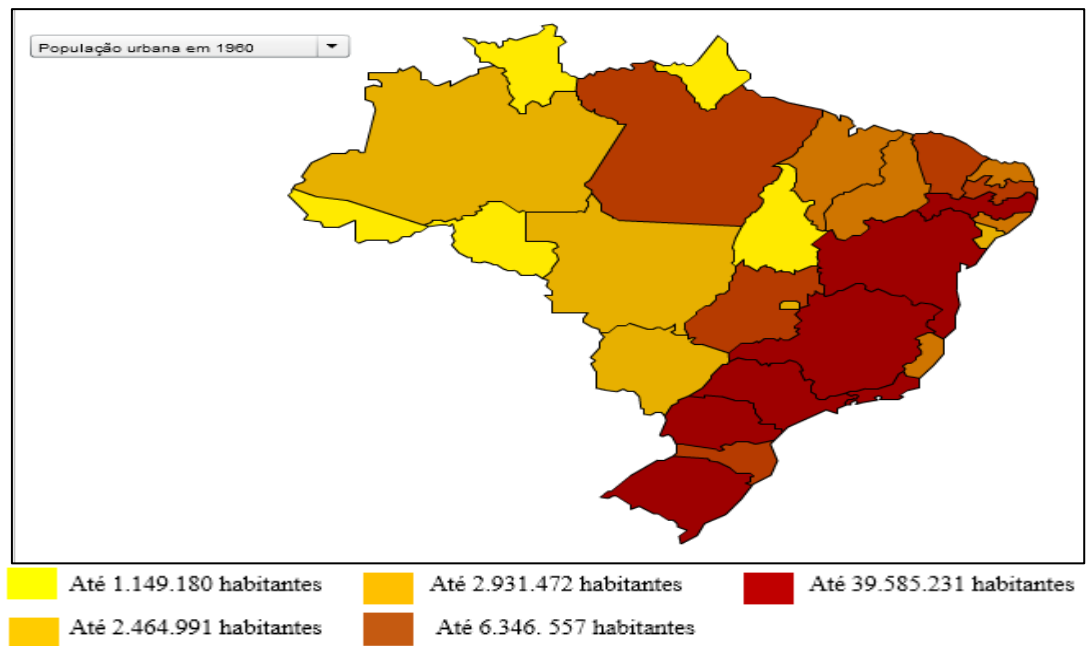 População urbana em 1960
Até 1.149.180 habitantes
Até 2.931.472 habitantes
Até 39.585.231 habitantes
Até 2.464.991 habitantes
Até 6.346. 557 habitantes